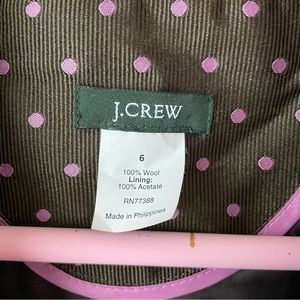 J.CREW
6
100% Wool
Lining:
100% Acetate
RN77388
Made in Philippines